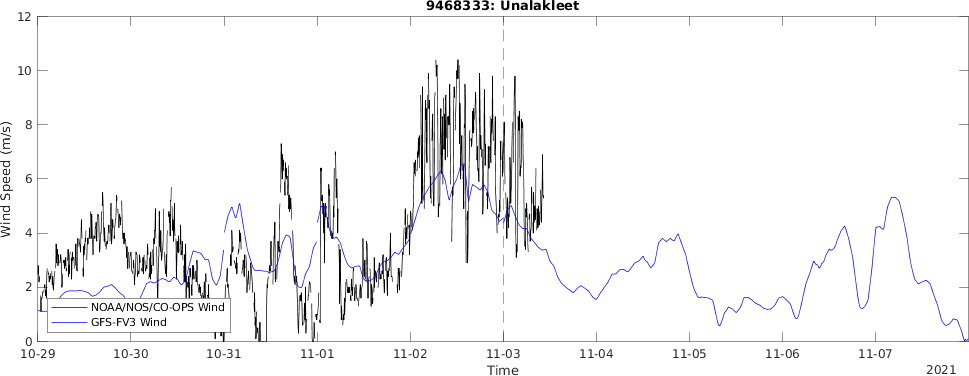 9468333: Unalakleet
12
10
8
6
4
2
0
Wind Speed (m/s)
NOAA/NOS/CO-OPS Wind
GFS-FV3 Wind
10-29 10-30 10-31 11-01 11-02 11-03 11-04 11-05 11-06 11-07
Time
2021